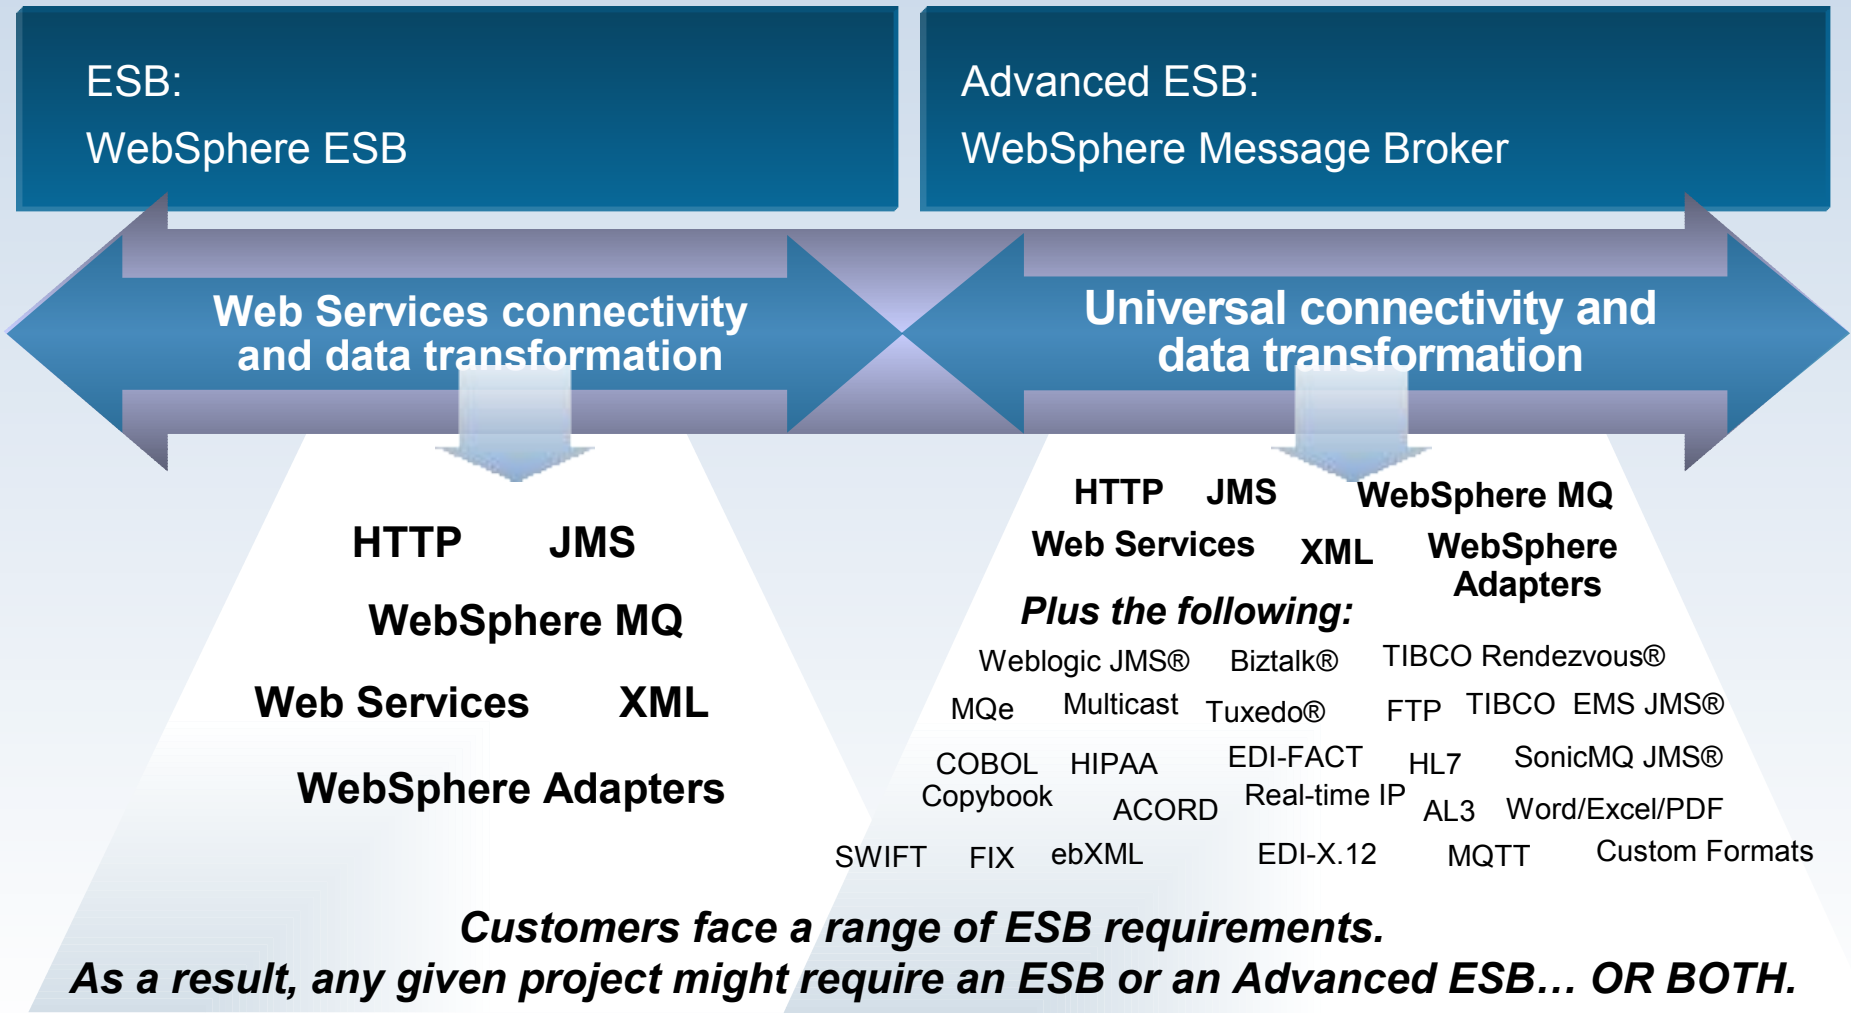 ESB:
WebSphere ESB
Advanced ESB:
WebSphere Message Broker
Web Services connectivity
and data transformation
Universal connectivity and
data transformation
HTTP JMS
WebSphere MQ
Web Services XML
WebSphere Adapters
HTTP JMS WebSphere MQ
Web Services XML WebSphere
Adapters
Plus the following:
Weblogic JMS® Biztalk® TIBCO Rendezvous®
MQe Multicast Tuxedo® FTP TIBCO EMS JMS®
COBOL HIPAA EDI-FACT HL7 SonicMQ JMS®
Copybook ACORD Real-time IP AL3 Word/Excel/PDF
SWIFT FIX ebXML EDI-X.12 MQTT Custom Formats
Customers face a range of ESB requirements.
As a result, any given project might require an ESB or an Advanced ESB… OR BOTH.